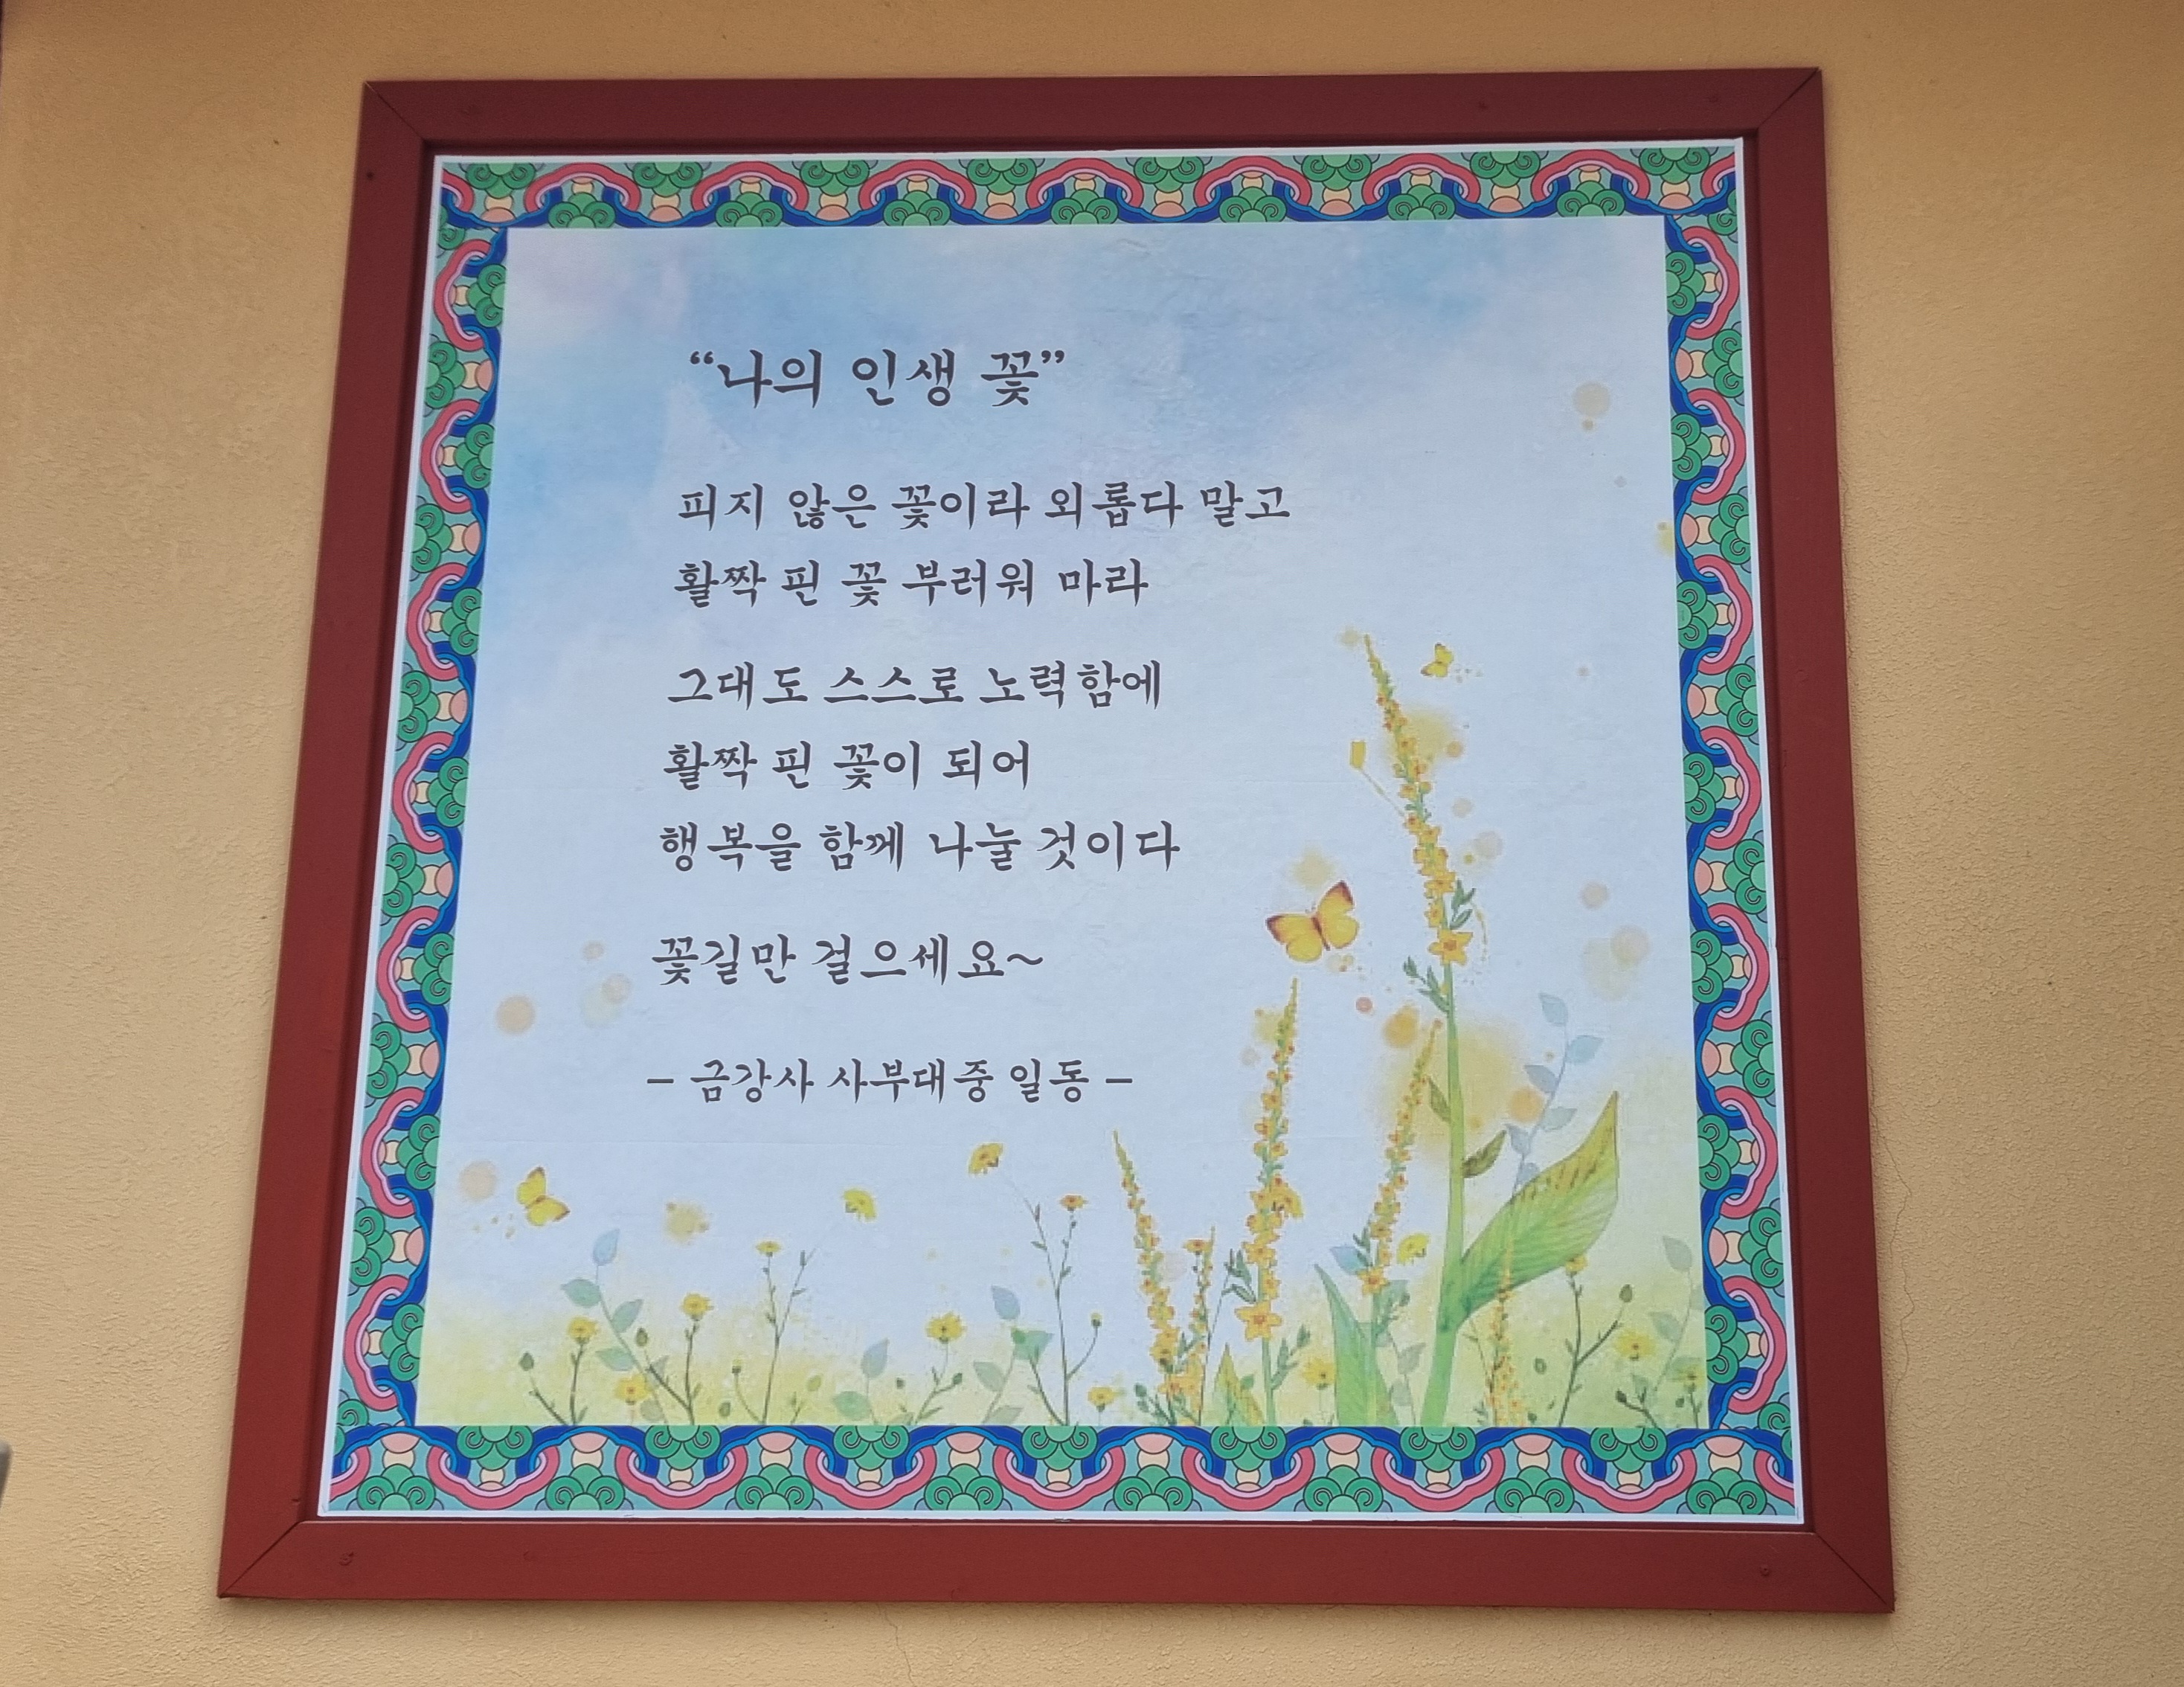 “나의 인생 꽃”
피지 않은 꽃이라 외롭다 말고
활짝 핀 꽃 부러워 마라
그대도 스스로 노력함에
활짝 핀 꽃이 되어
행복을 함께 나눌 것이다
꽃길만 걸으세요~
– 금강사 사부대중 일동 –